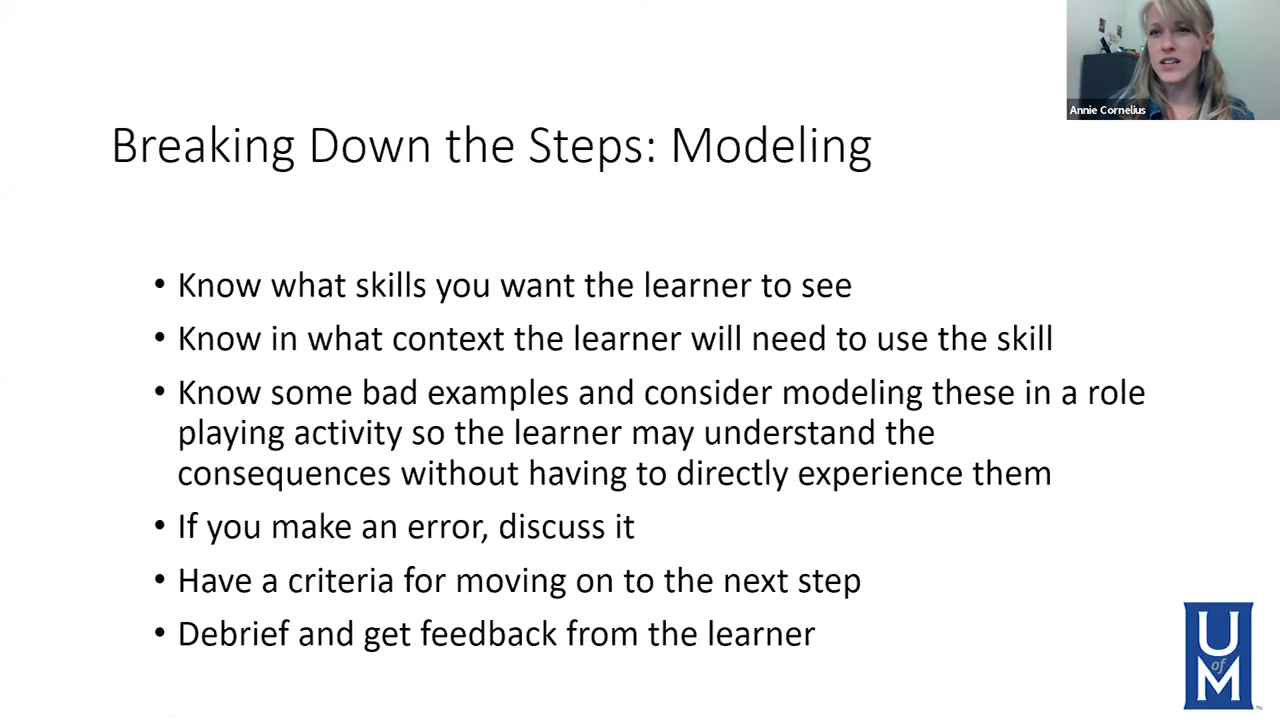 Annie Cornelius
Breaking Down the Steps: Modeling
• Know what skills you want the learner to see
• Know in what context the learner will need to use the skill
• Know some bad examples and consider modeling these in a role
playing activity so the learner may understand the
consequences without having to directly experience them
• If you make an error, discuss it
• Have a criteria for moving on to the next step
• Debrief and get feedback from the learner
U
of
M
TM